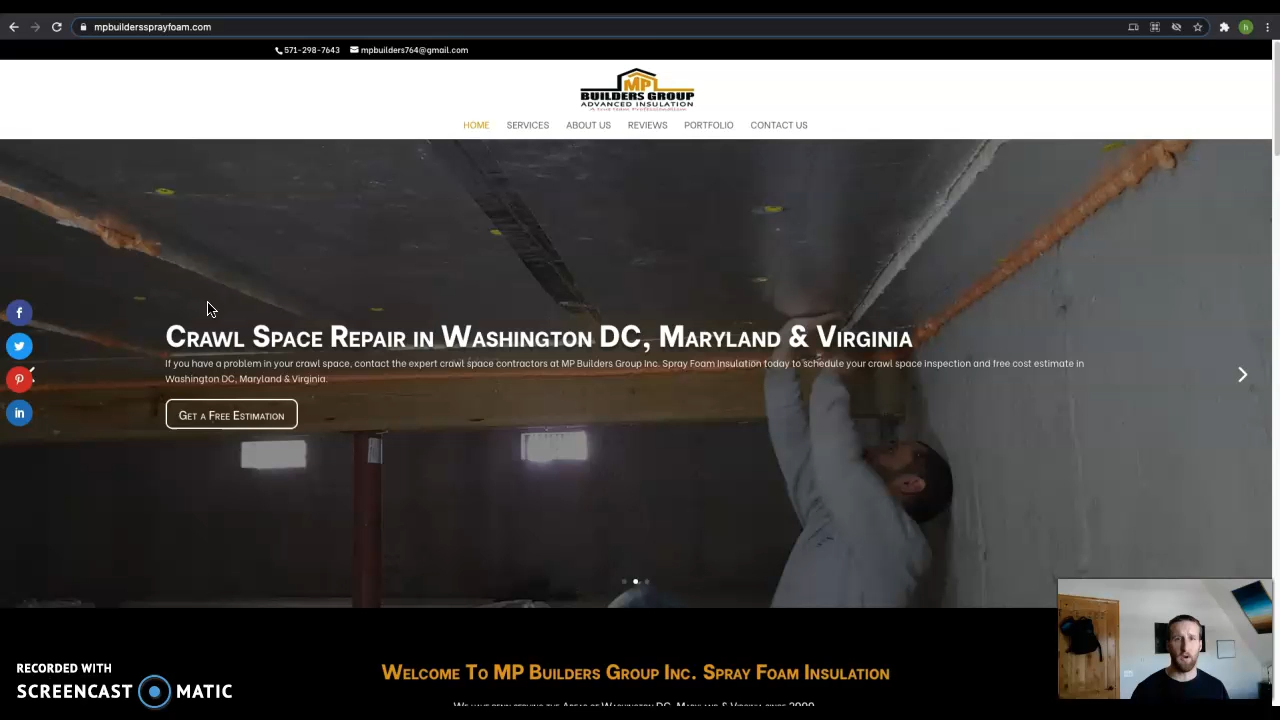 mpbuilderssprayfoam.com
h
571-298-7643 mpbuilders764@gmail.com
MP
BUILDERS GROUP
ADVANCED INSULATION
HOME SERVICES ABOUT US REVIEWS PORTFOLIO CONTACT US
Crawl Space Repair in Washington DC, Maryland & Virginia
If you have a problem in your crawl space, contact the expert crawl space contractors at MP Builders Group Inc. Spray Foam Insulation today to schedule your crawl space inspection and free cost estimate in
Washington DC, Maryland & Virginia.
Get a Free Estimation
RECORDED WITH
SCREENCAST MATIC
Welcome To MP Builders Group Inc. Spray Foam Insulation